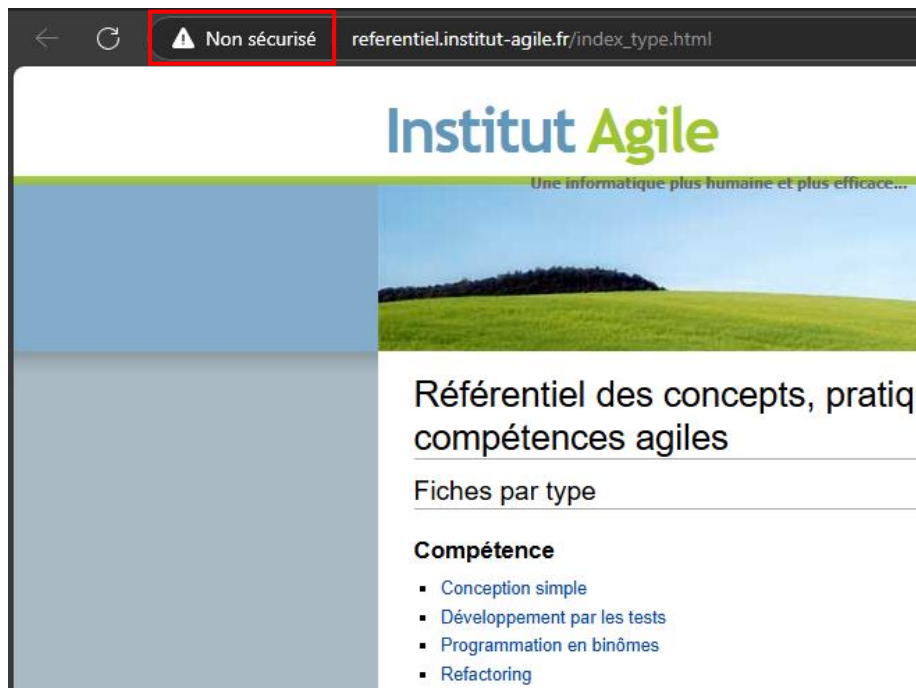 Non sécurisé referentiel.institut-agile.fr/index_type.html
Institut Agile
Une informatique plus humaine et plus efficace...
Référentiel des concepts,
compétences agiles
Fiches par type
Compétence
Conception simple
Développement par les tests
Programmation en binômes
Refactoring